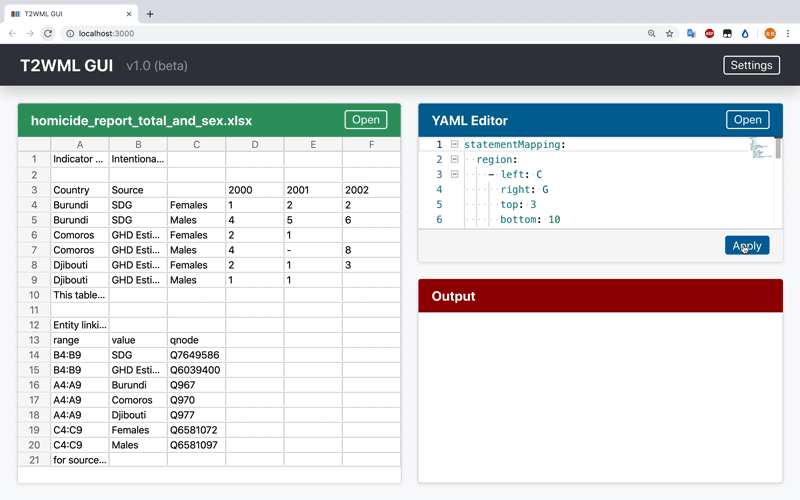 T2WML GUI
localhost:3000
T2WML GUI v1.0 (beta) Settings
homicide_report_total_and_sex.xlsx Open
A B C D E F
1 Indicator ... Intentiona...
2
3 Country Source 2000 2001 2002
4 Burundi SDG Females 1 2 2
5 Burundi SDG Males 4 5 6
6 Comoros GHD Esti... Females 2 1
7 Comoros GHD Esti... Males 4 - 8
8 Djibouti GHD Esti... Females 2 1 3
9 Djibouti GHD Esti... Males 1 1
10 This table...
11
12 Entity linki...
13 range value qnode
14 B4:B9 SDG Q7649586
15 B4:B9 GHD Esti... Q6039400
16 A4:A9 Burundi Q967
17 A4:A9 Comoros Q970
18 A4:A9 Djibouti Q977
19 C4:C9 Females Q6581072
20 C4:C9 Males Q6581097
21 for source...
YAML Editor Open
1 statementMapping:
2 region:
3 - left: C
4 right: G
5 top: 3
6 bottom: 10
Apply
Output